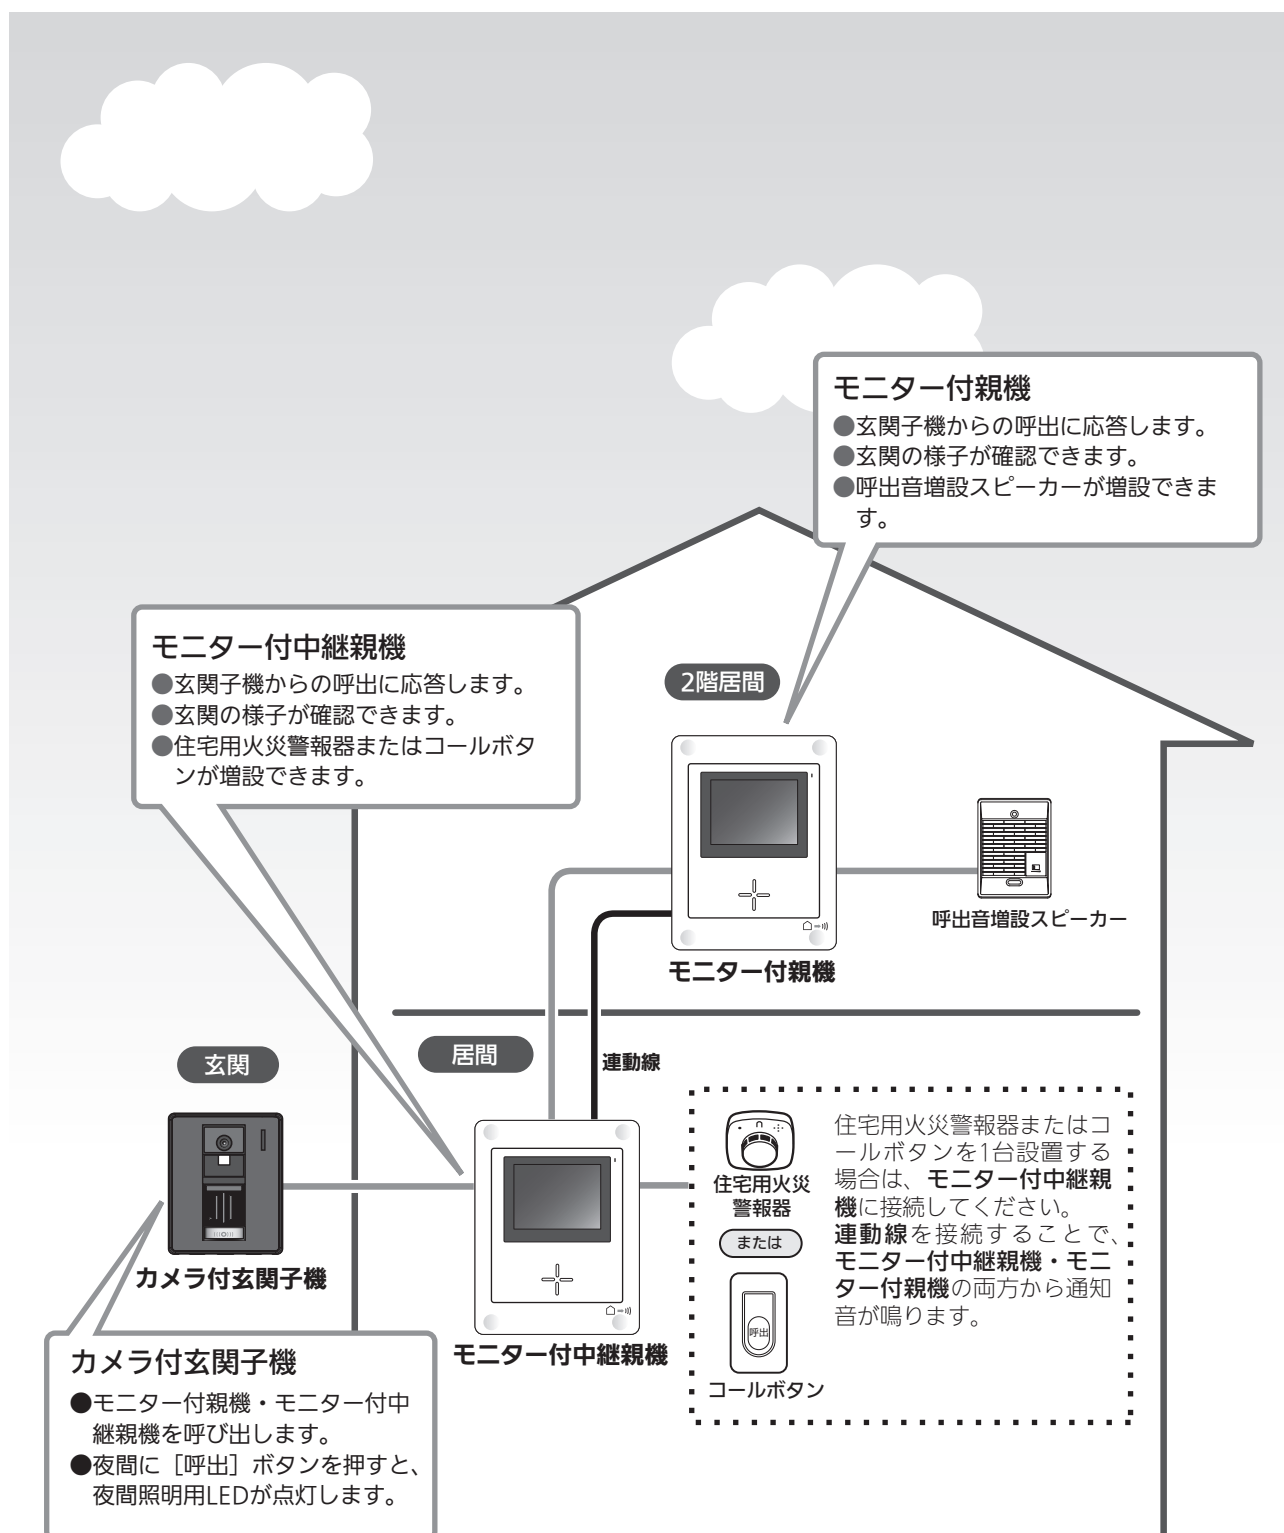 モニター付親機
●玄関子機からの呼出に応答します。
●玄関の様子が確認できます。
●呼出音増設スピーカーが増設できま
す。
モニター付中継親機
●玄関子機からの呼出に応答します。
●玄関の様子が確認できます。
●住宅用火災警報器またはコールボタ
ンが増設できます。
2階居間
呼出音増設スピーカー
モニター付親機
玄関
居間
連動線
カメラ付玄関子機
モニター付中継親機
住宅用火災
警報器
または
呼出
コールボタン
住宅用火災警報器またはコ
ールボタンを1台設置する
場合は、モニター付中継親
機に接続してください。
連動線を接続することで、
モニター付中継親機・モニ
ター付親機の両方から通知
音が鳴ります。
カメラ付玄関子機
●モニター付親機・モニター付中
継親機を呼び出します。
●夜間に［呼出］ボタンを押すと、
夜間照明用LEDが点灯します。